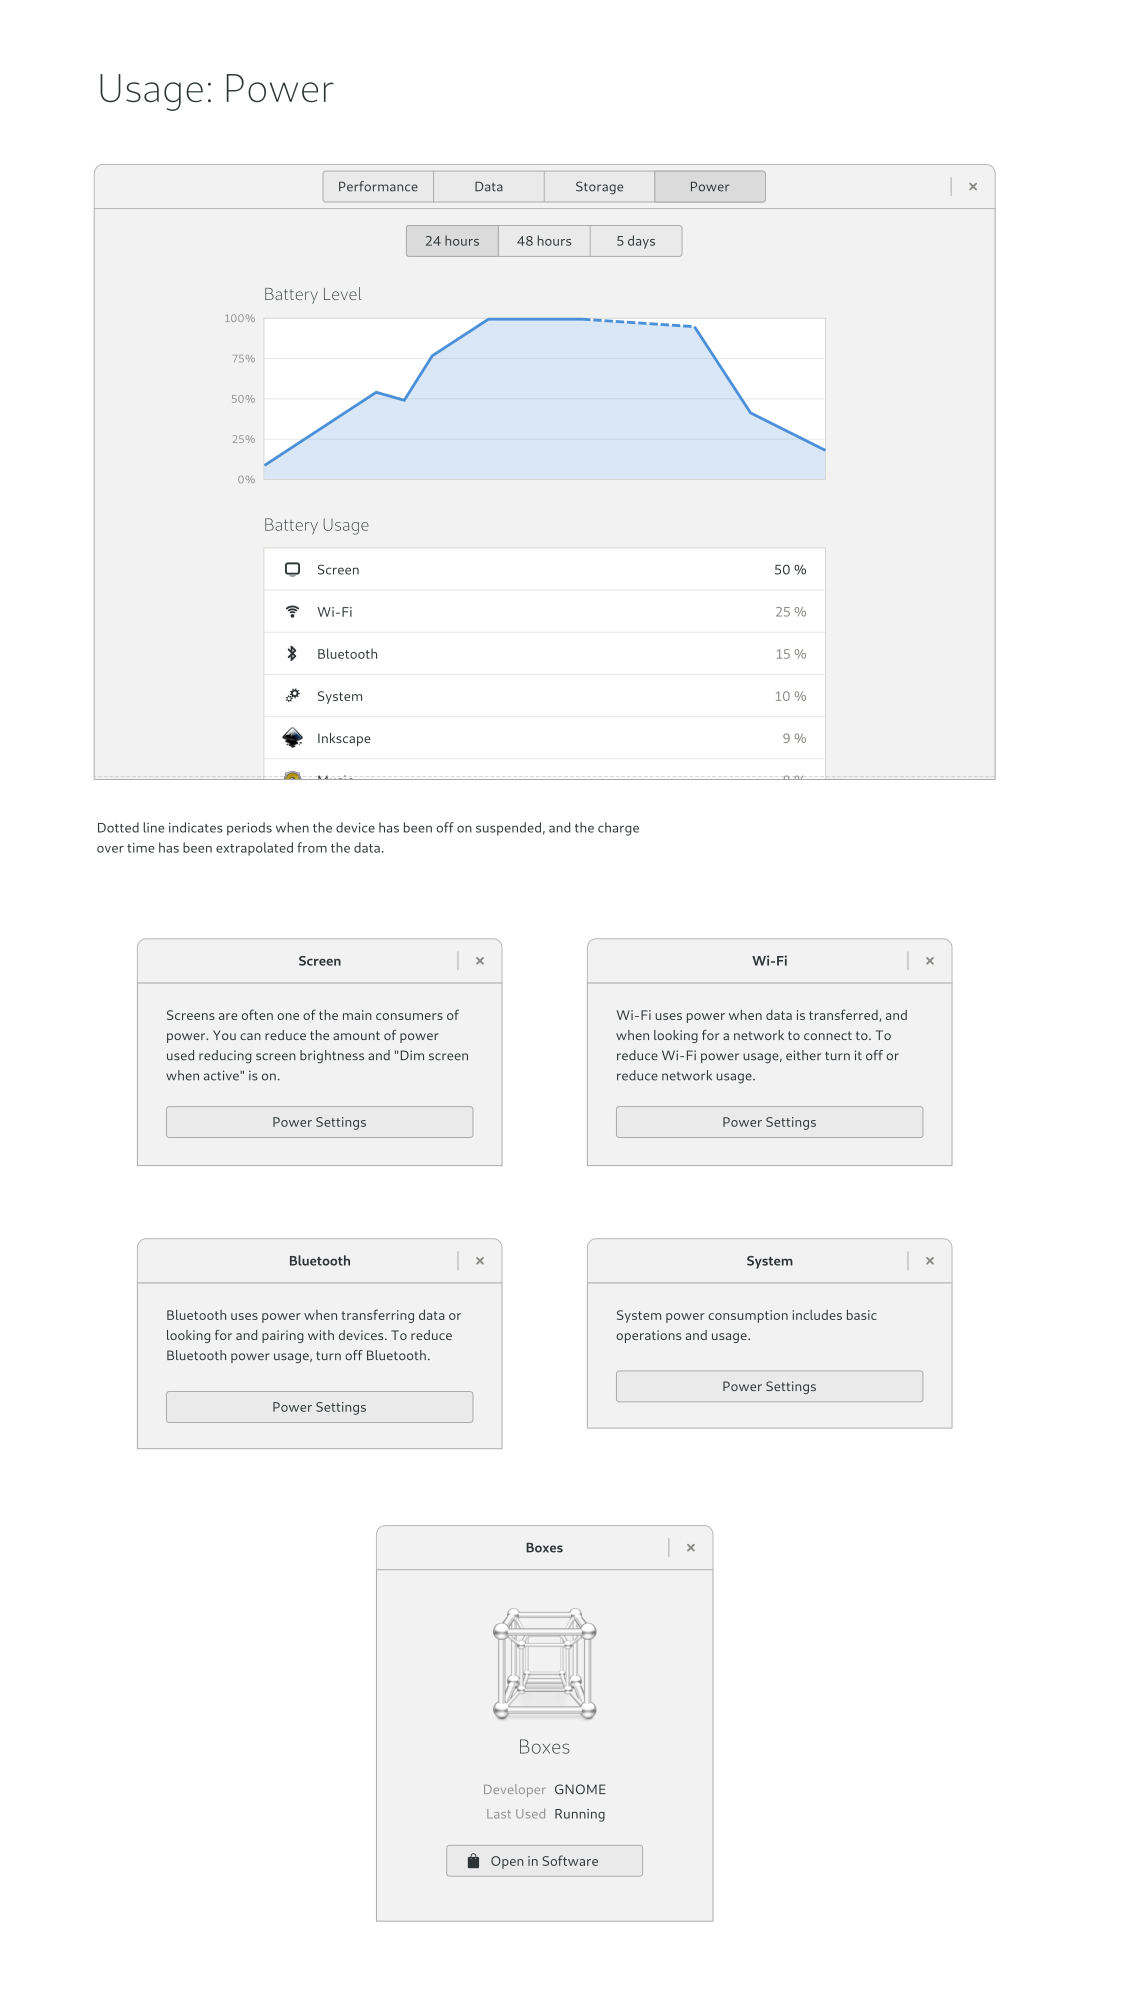 Usage: Power
Performance Data Storage Power
24 hours 48 hours 5 days
Battery Level
100%
75%
50%
25%
0%
Battery Usage
Screen 50 %
Wi-Fi 25 %
Bluetooth 15 %
System 10 %
Inkscape 9 %
Dotted line indicates periods when the device has been off on suspended, and the charge
over time has been extrapolated from the data.
Screen
Screens are often one of the main consumers of
power. You can reduce the amount of power
used reducing screen brightness and "Dim screen
when active" is on.
Power Settings
Wi-Fi
Wi-Fi uses power when data is transferred, and
when looking for a network to connect to. To
reduce Wi-Fi power usage, either turn it off or
reduce network usage.
Power Settings
Bluetooth
Bluetooth uses power when transferring data or
looking for and pairing with devices. To reduce
Bluetooth power usage, turn off Bluetooth.
Power Settings
System
System power consumption includes basic
operations and usage.
Power Settings
Boxes
Boxes
Developer GNOME
Last Used Running
Open in Software